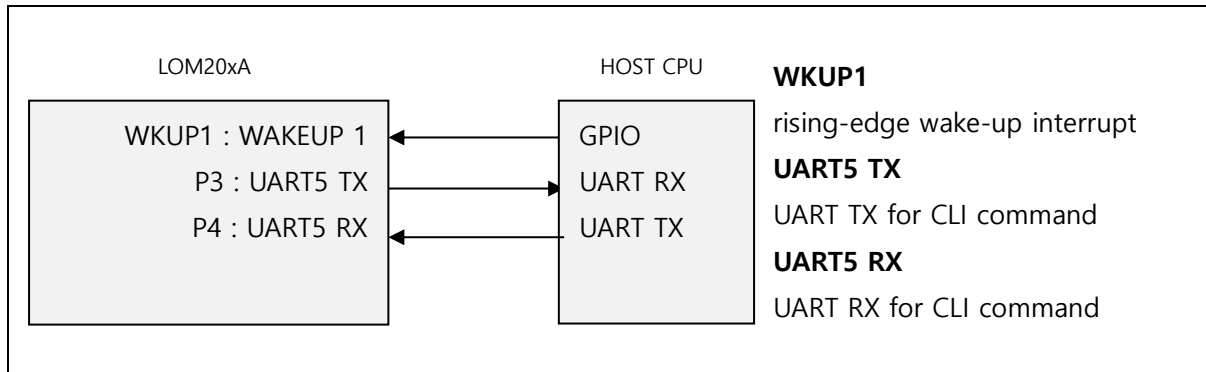 LOM20xA
HOST CPU
WKUP1 : WAKEUP 1
P3 : UART5 TX
P4 : UART5 RX
GPIO
UART RX
UART TX
WKUP1
rising-edge wake-up interrupt
UART5 TX
UART TX for CLI command
UART5 RX
UART RX for CLI command